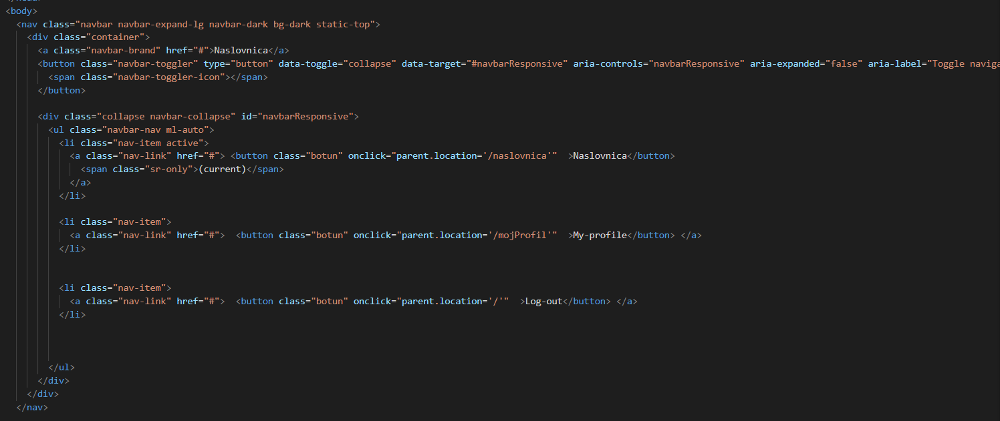 <body>
<nav class="navbar navbar-expand-lg navbar-dark bg-dark static-top">
<div class="container">
<a class="navbar-brand" href="#">Naslovnica</a>
<button class="navbar-toggler" type="button" data-toggle="collapse" data-target="#navbarResponsive" aria-controls="navbarResponsive" aria-expanded="false" aria-label="Toggle naviga
<span class="navbar-toggler-icon"></span>
</button>
<div class="collapse navbar-collapse" id="navbarResponsive">
<ul class="navbar-nav ml-auto">
<li class="nav-item active">
<a class="nav-link" href="#"> <button class="botun" onclick="parent.location='/naslovnica'"  >Naslovnica</button>
<span class="sr-only">(current)</span>
</a>
</li>
<li class="nav-item">
<a class="nav-link" href="#">  <button class="botun" onclick="parent.location='/mojProfil'"  >My-profile</button> </a>
</li>
<li class="nav-item">
<a class="nav-link" href="#">  <button class="botun" onclick="parent.location='/'"  >Log-out</button> </a>
</li>
</ul>
</div>
</div>
</nav>